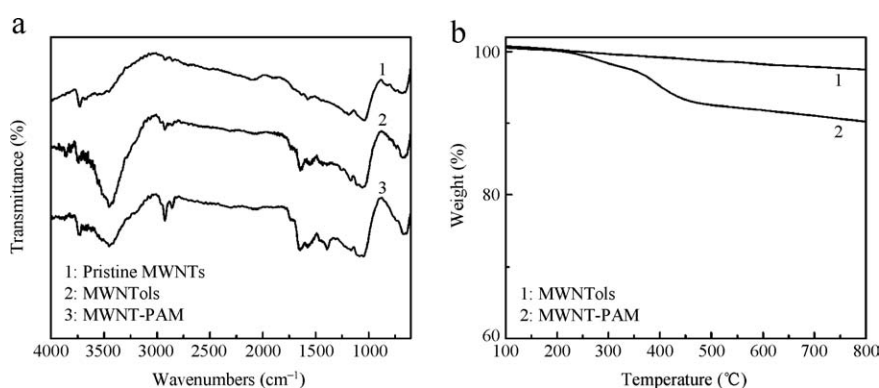 a
Transmittance (%)
1
2
3
1: Pristine MWNTs
2: MWNTols
3: MWNT-PAM
4000 3500 3000 2500 2000 1500 1000
Wavenumbers (cm⁻¹)
b
Weight (%)
100
80
60
1
2
1: MWNTols
2: MWNT-PAM
100 200 300 400 500 600 700 800
Temperature (℃)